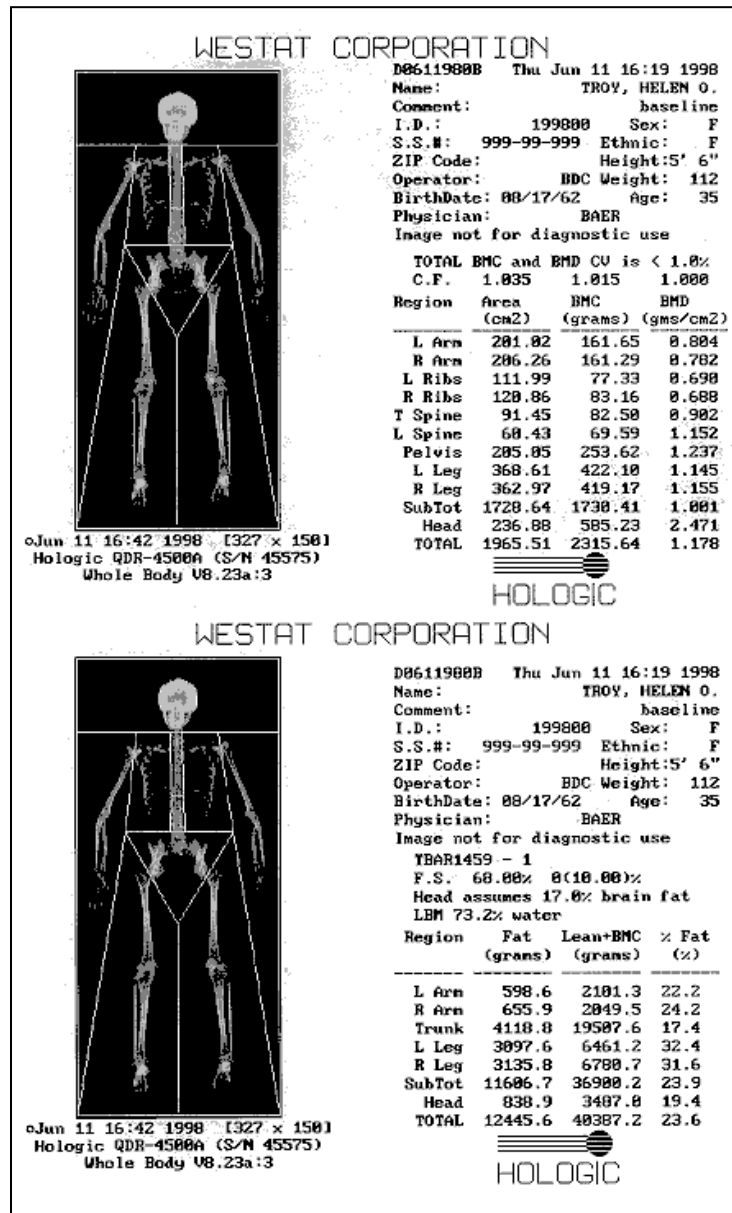 WESTAT CORPORATION
D0611980B Thu Jun 11 16:19 1998
Name: TROY, HELEN O.
Comment: baseline
I.D.: 199800 Sex: F
S.S.#: 999-99-999 Ethnic: F
ZIP Code: Height:5' 6"
Operator: BDC Weight: 112
BirthDate: 08/17/62 Age: 35
Physician: BAER
Image not for diagnostic use
TOTAL BMC and BMD CV is < 1.0%
C.F. 1.035 1.015 1.000
Region Area BMC BMD
(cm2) (grams) (gms/cm2)
L Arm 201.02 161.65 0.804
R Arm 206.26 161.29 0.782
L Ribs 111.99 77.33 0.690
R Ribs 120.86 83.16 0.688
T Spine 91.45 82.50 0.902
L Spine 60.43 69.59 1.152
Pelvis 205.05 253.62 1.237
L Leg 368.61 422.10 1.145
R Leg 362.97 419.17 1.155
SubTot 1728.64 1730.41 1.001
Head 236.88 585.23 2.471
TOTAL 1965.51 2315.64 1.178
Jun 11 16:42 1998 [327 x 150]
Hologic QDR-4500A (S/N 45575)
Whole Body V8.23a:3
HOLOGIC
WESTAT CORPORATION
D0611980B Thu Jun 11 16:19 1998
Name: TROY, HELEN O.
Comment: baseline
I.D.: 199800 Sex: F
S.S.#: 999-99-999 Ethnic: F
ZIP Code: Height:5' 6"
Operator: BDC Weight: 112
BirthDate: 08/17/62 Age: 35
Physician: BAER
Image not for diagnostic use
TBAR1459 - 1
F.S. 68.00% 0(10.00)%
Head assumes 17.0% brain fat
LBM 73.2% water
Region Fat Lean+BMC % Fat
(grams) (grams) (%)
L Arm 598.6 2101.3 22.2
R Arm 655.9 2049.5 24.2
Trunk 4118.8 19507.6 17.4
L Leg 3097.6 6461.2 32.4
R Leg 3135.8 6780.7 31.6
SubTot 11606.7 36900.2 23.9
Head 838.9 3487.0 19.4
TOTAL 12445.6 40387.2 23.6
Jun 11 16:42 1998 [327 x 150]
Hologic QDR-4500A (S/N 45575)
Whole Body V8.23a:3
HOLOGIC